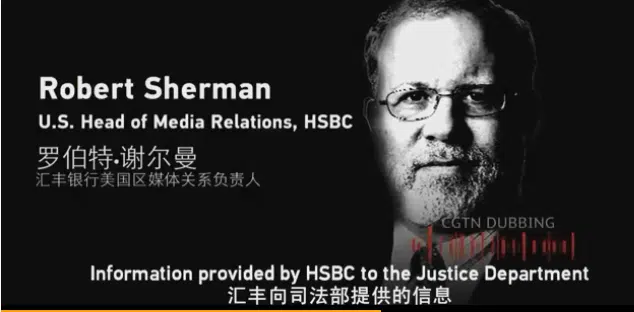 Robert Sherman
U.S. Head of Media Relations, HSBC
罗伯特·谢尔曼
汇丰银行美国区媒体关系负责人
CGTN DUBBING
Information provided by HSBC to the Justice Department
汇丰向司法部提供的信息